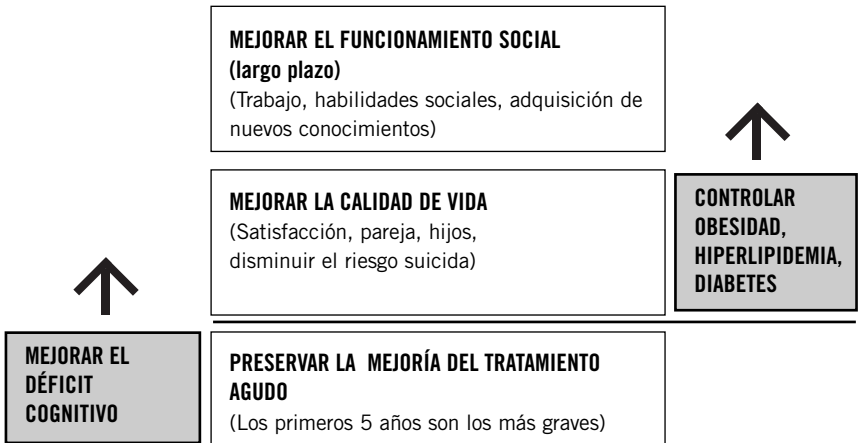 MEJORAR EL FUNCIONAMIENTO SOCIAL
(largo plazo)
(Trabajo, habilidades sociales, adquisición de
nuevos conocimientos)
MEJORAR LA CALIDAD DE VIDA
(Satisfacción, pareja, hijos,
disminuir el riesgo suicida)
CONTROLAR
OBESIDAD,
HIPERLIPIDEMIA,
DIABETES
MEJORAR EL
DÉFICIT
COGNITIVO
PRESERVAR LA MEJORÍA DEL TRATAMIENTO
AGUDO
(Los primeros 5 años son los más graves)